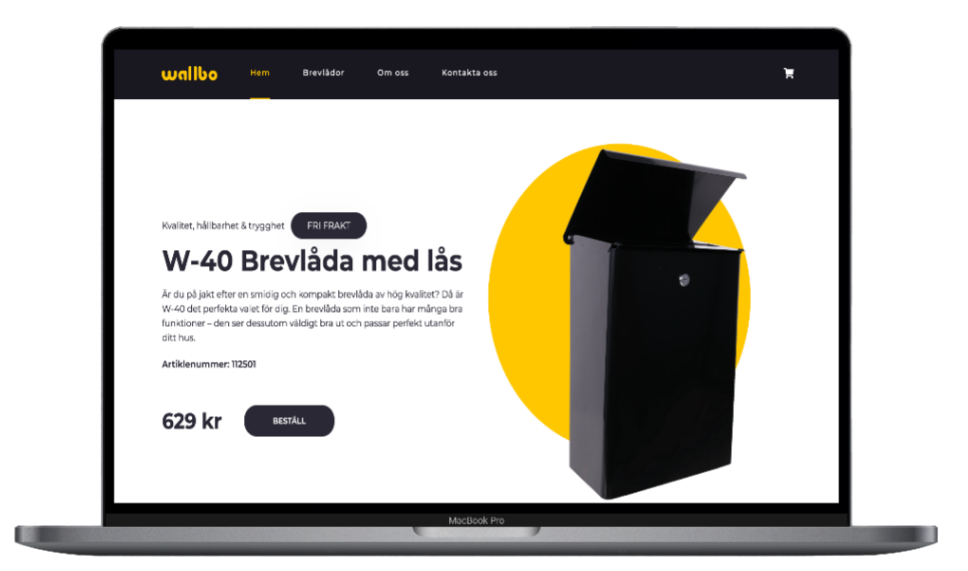 wallbo
Hem
Brevlådor
Om oss
Kontakta oss
Kvalitet, hållbarhet & trygghet
FRI FRAKT
W-40 Brevlåda med lås
Är du på jakt efter en smidig och kompakt brevlåda av hög kvalitet? Då är
W-40 det perfekta valet för dig. En brevlåda som inte bara har många bra
funktioner – den ser dessutom väldigt bra ut och passar perfekt utanför
ditt hus.
Artiklenummer: 112501
629 kr
BESTÄLL
MacBook Pro